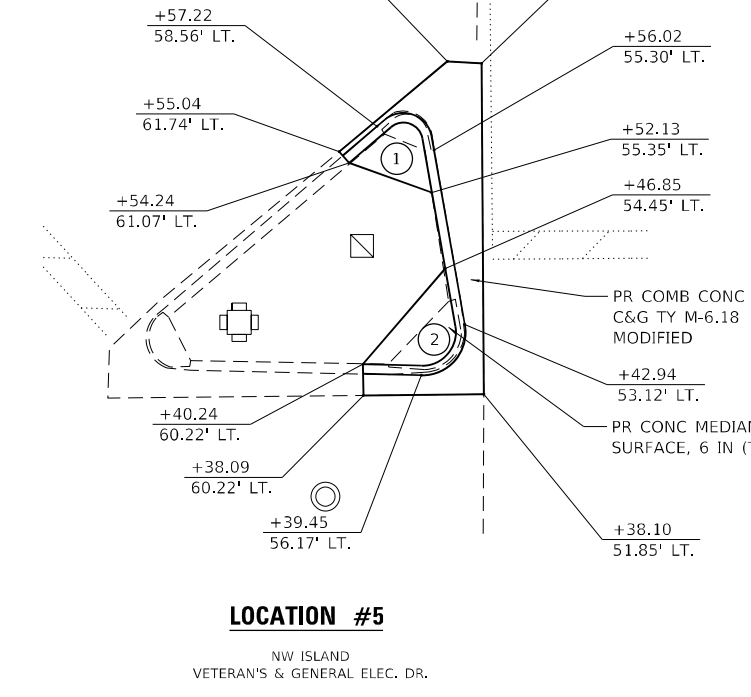 +57.22
58.56' LT.
+56.02
55.30' LT.
+55.04
61.74' LT.
1
+52.13
55.35' LT.
+54.24
61.07' LT.
+46.85
54.45' LT.
PR COMB CONC
C&G TY M-6.18
MODIFIED
2
+42.94
53.12' LT.
+40.24
60.22' LT.
PR CONC MEDIAN
SURFACE, 6 IN (T
+38.09
60.22' LT.
+39.45
56.17' LT.
+38.10
51.85' LT.
LOCATION #5
NW ISLAND
VETERAN'S & GENERAL ELEC. DR.